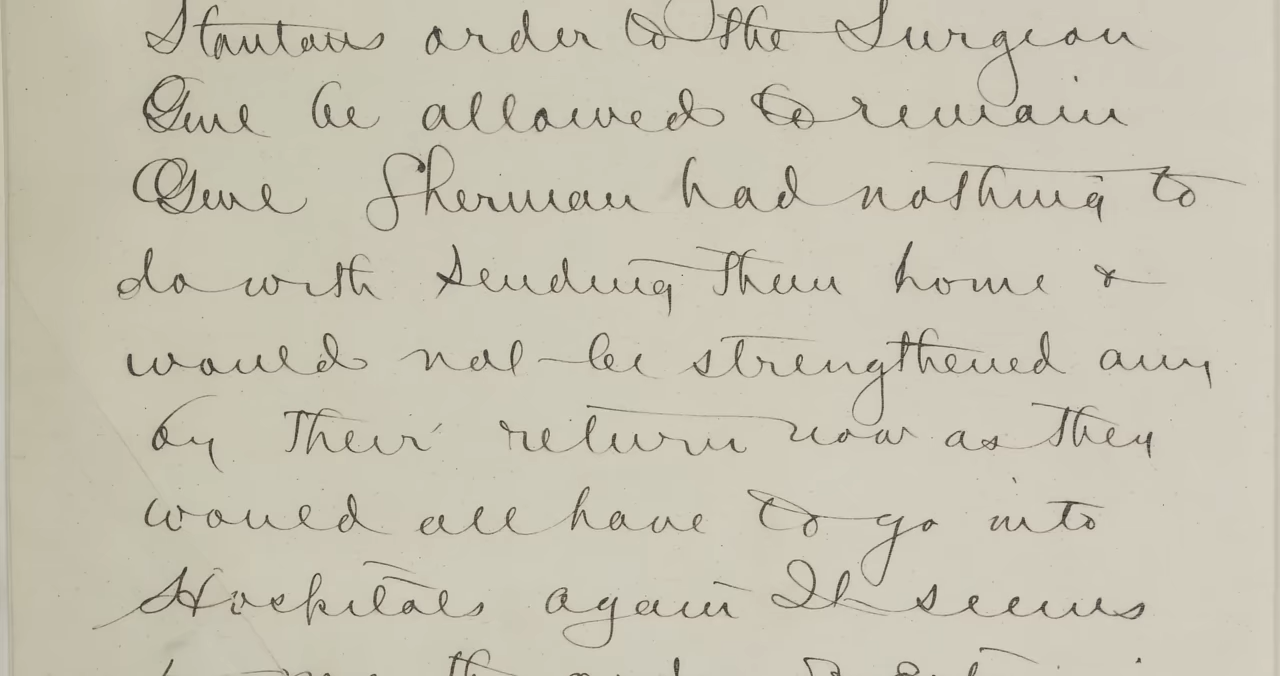 Stantons order to the Surgeon
Genl be allowed to remain
Genl Sherman had nothing to
do with sending them home &
would not be strengthened any
by their return now as they
would all have to go into
Hospitals again It seems